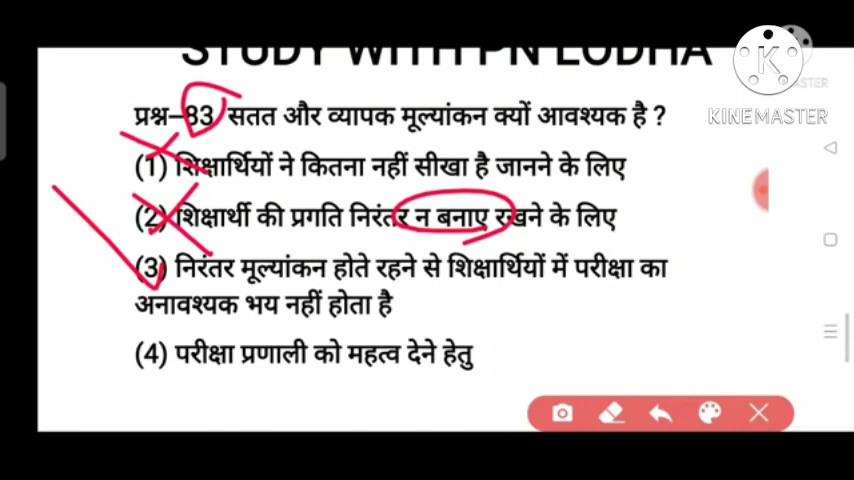 STUDY WITH PN LODHA
KINEMASTER
प्रश्न–83 सतत और व्यापक मूल्यांकन क्यों आवश्यक है ?
(1) शिक्षार्थियों ने कितना नहीं सीखा है जानने के लिए
(2) शिक्षार्थी की प्रगति निरंतर न बनाए रखने के लिए
(3) निरंतर मूल्यांकन होते रहने से शिक्षार्थियों में परीक्षा का
अनावश्यक भय नहीं होता है
(4) परीक्षा प्रणाली को महत्व देने हेतु